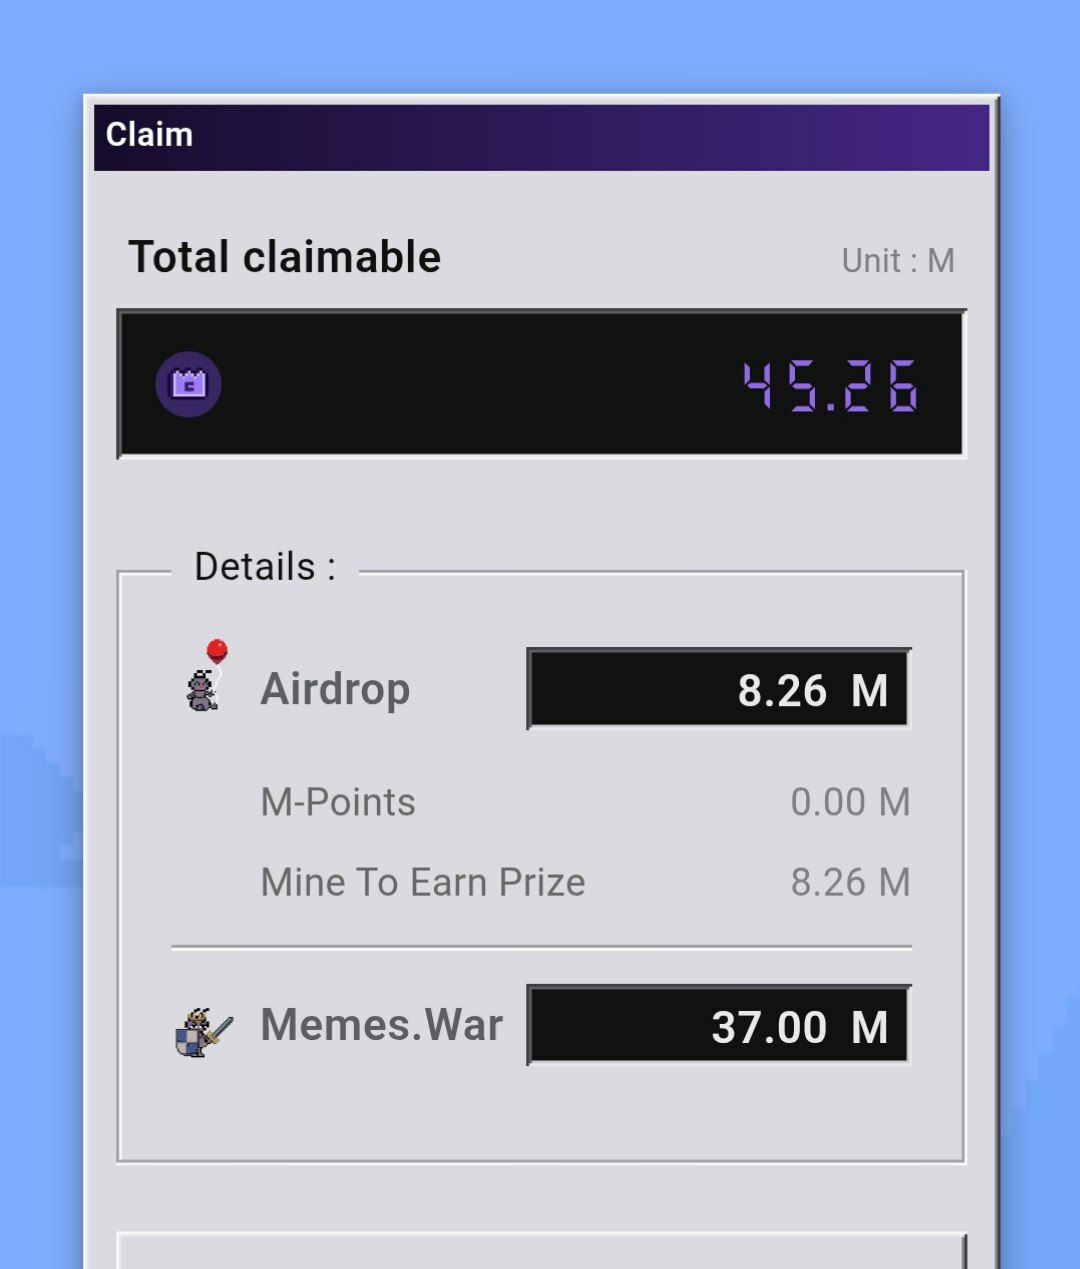 Claim
Total claimable Unit : M
45.26
Details :
Airdrop 8.26 M
M-Points 0.00 M
Mine To Earn Prize 8.26 M
Memes.War 37.00 M